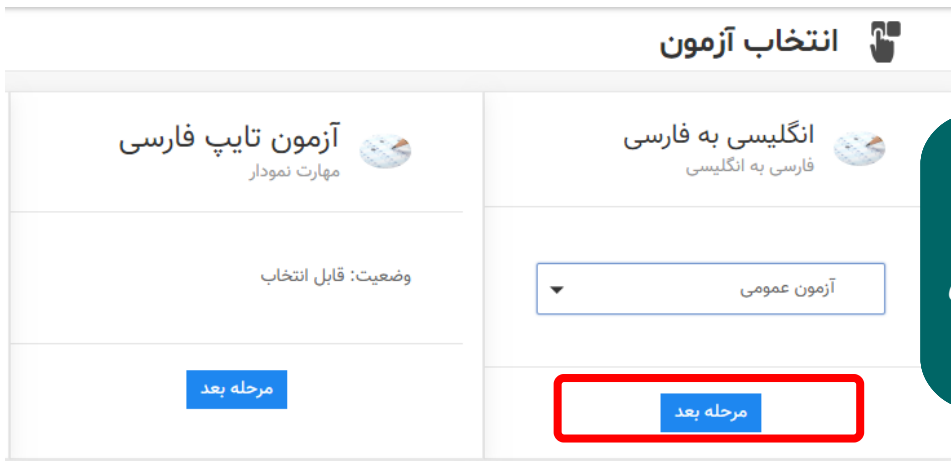 انتخاب آزمون
انگلیسی به فارسی
فارسی به انگلیسی
آزمون عمومی
مرحله بعد
آزمون تایپ فارسی
مهارت نمودار
وضعیت: قابل انتخاب
مرحله بعد